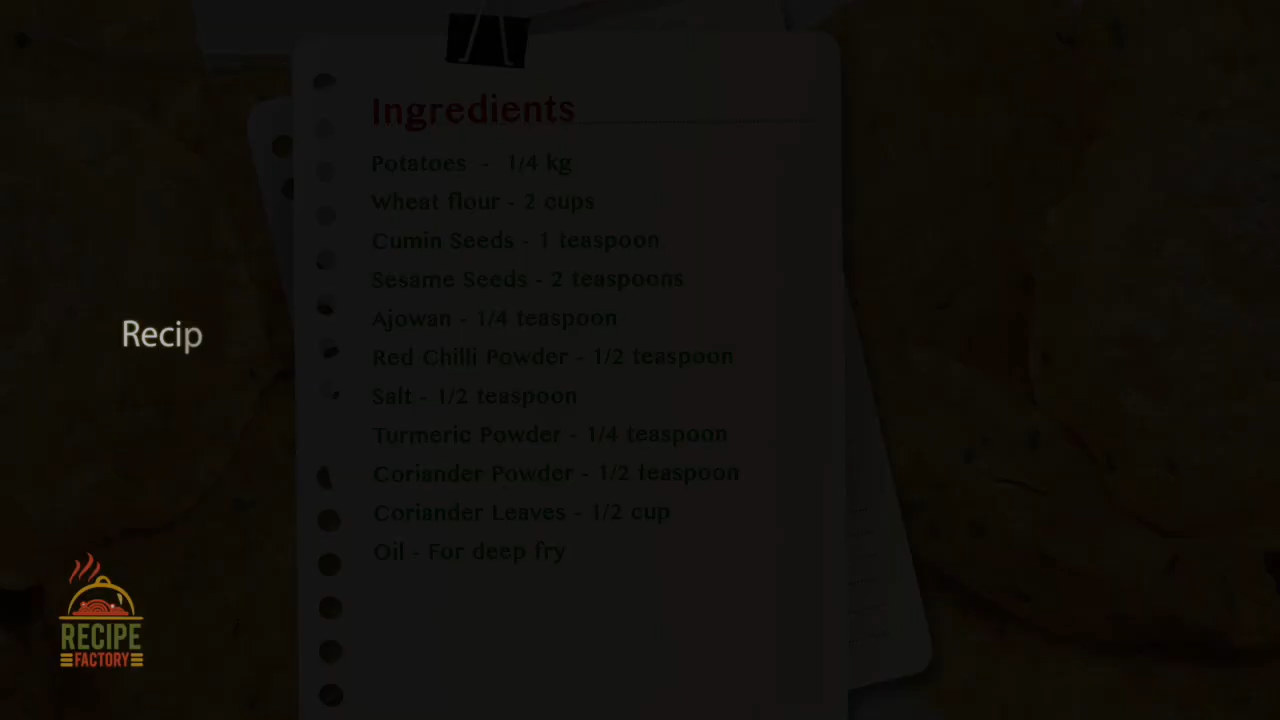 Ingredients
Potatoes - 1/4 kg
Wheat flour - 2 cups
Cumin Seeds - 1 teaspoon
Sesame Seeds - 2 teaspoons
Ajowan - 1/4 teaspoon
Recip
Red Chilli Powder - 1/2 teaspoon
Salt - 1/2 teaspoon
Turmeric Powder - 1/4 teaspoon
Coriander Powder - 1/2 teaspoon
Coriander Leaves - 1/2 cup
Oil - For deep fry
RECIPE
FACTORY